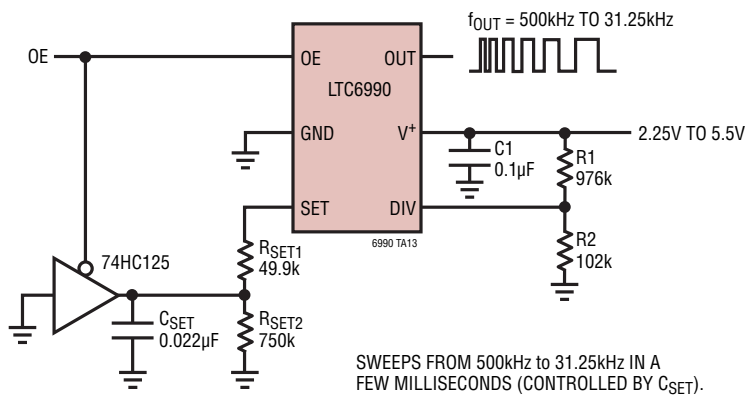 f_OUT = 500kHz TO 31.25kHz
OE
OE
OUT
LTC6990
GND
V+
2.25V TO 5.5V
C1
0.1µF
R1
976k
SET
DIV
6990 TA13
R2
102k
74HC125
R_SET1
49.9k
C_SET
0.022µF
R_SET2
750k
SWEEPS FROM 500kHz to 31.25kHz IN A
FEW MILLISECONDS (CONTROLLED BY C_SET).